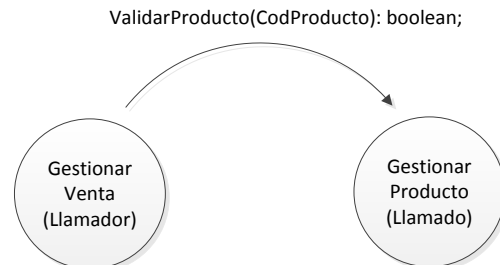 ValidarProducto(CodProducto): boolean;
Gestionar
Venta
(Llamador)
Gestionar
Producto
(Llamado)